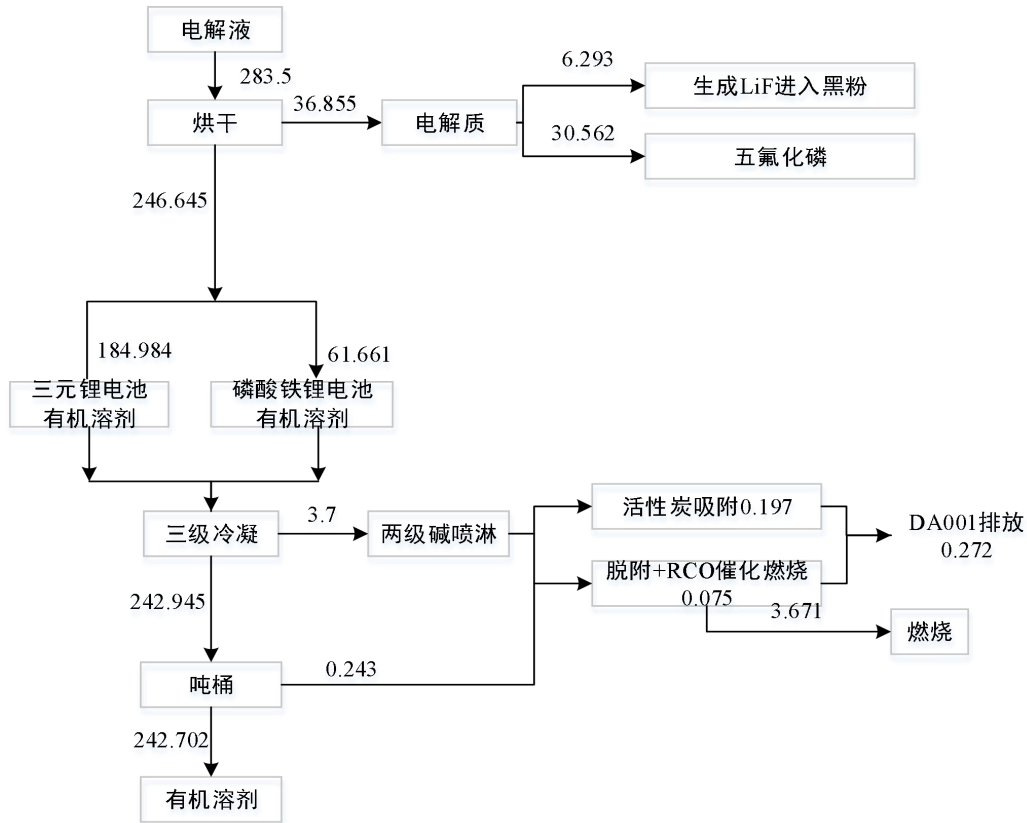 电解液
283.5
6.293
生成LiF进入黑粉
烘干
36.855
电解质
30.562
五氟化磷
246.645
184.984
61.661
三元锂电池
有机溶剂
磷酸铁锂电池
有机溶剂
三级冷凝
3.7
两级碱喷淋
活性炭吸附0.197
DA001排放
0.272
脱附+RCO催化燃烧
0.075
3.671
燃烧
242.945
吨桶
0.243
242.702
有机溶剂